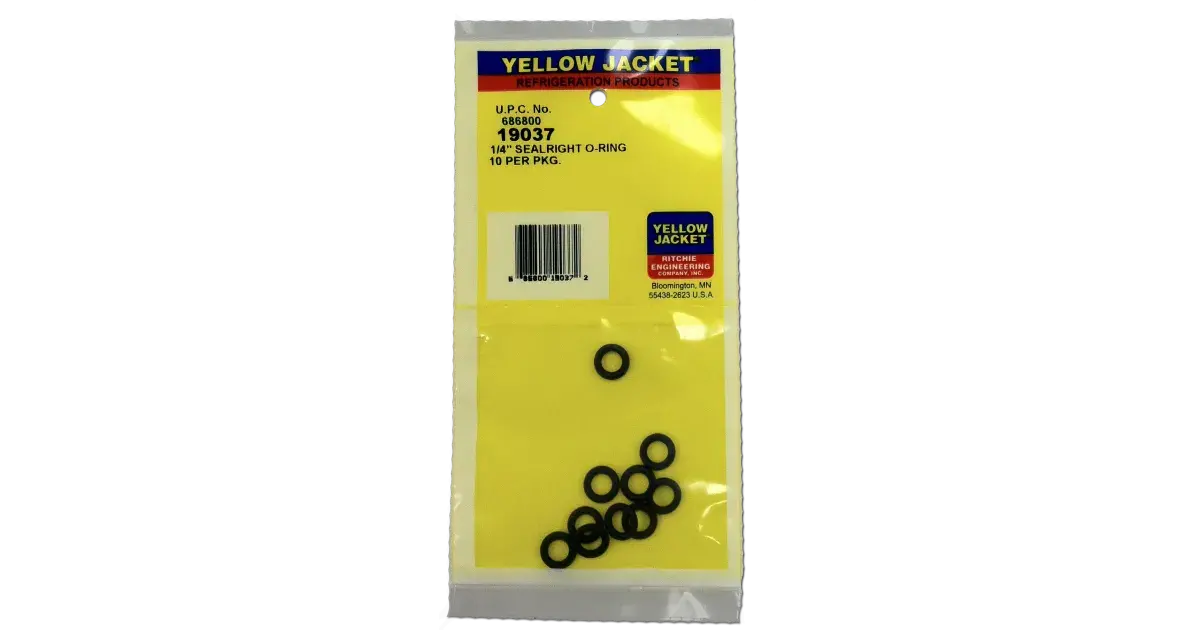 YELLOW JACKET
REFRIGERATION PRODUCTS
U.P.C. No.
686800
19037
1/4" SEALRIGHT O-RING
10 PER PKG.
YELLOW
JACKET
RITCHIE
ENGINEERING
COMPANY, INC.
Bloomington, MN
55438-2623 U.S.A